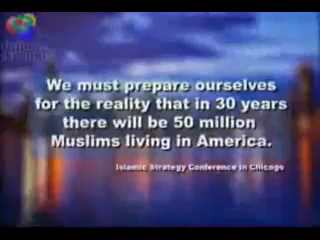 We must prepare ourselves
for the reality that in 30 years
there will be 50 million
Muslims living in America.
Islamic Strategy Conference in Chicago